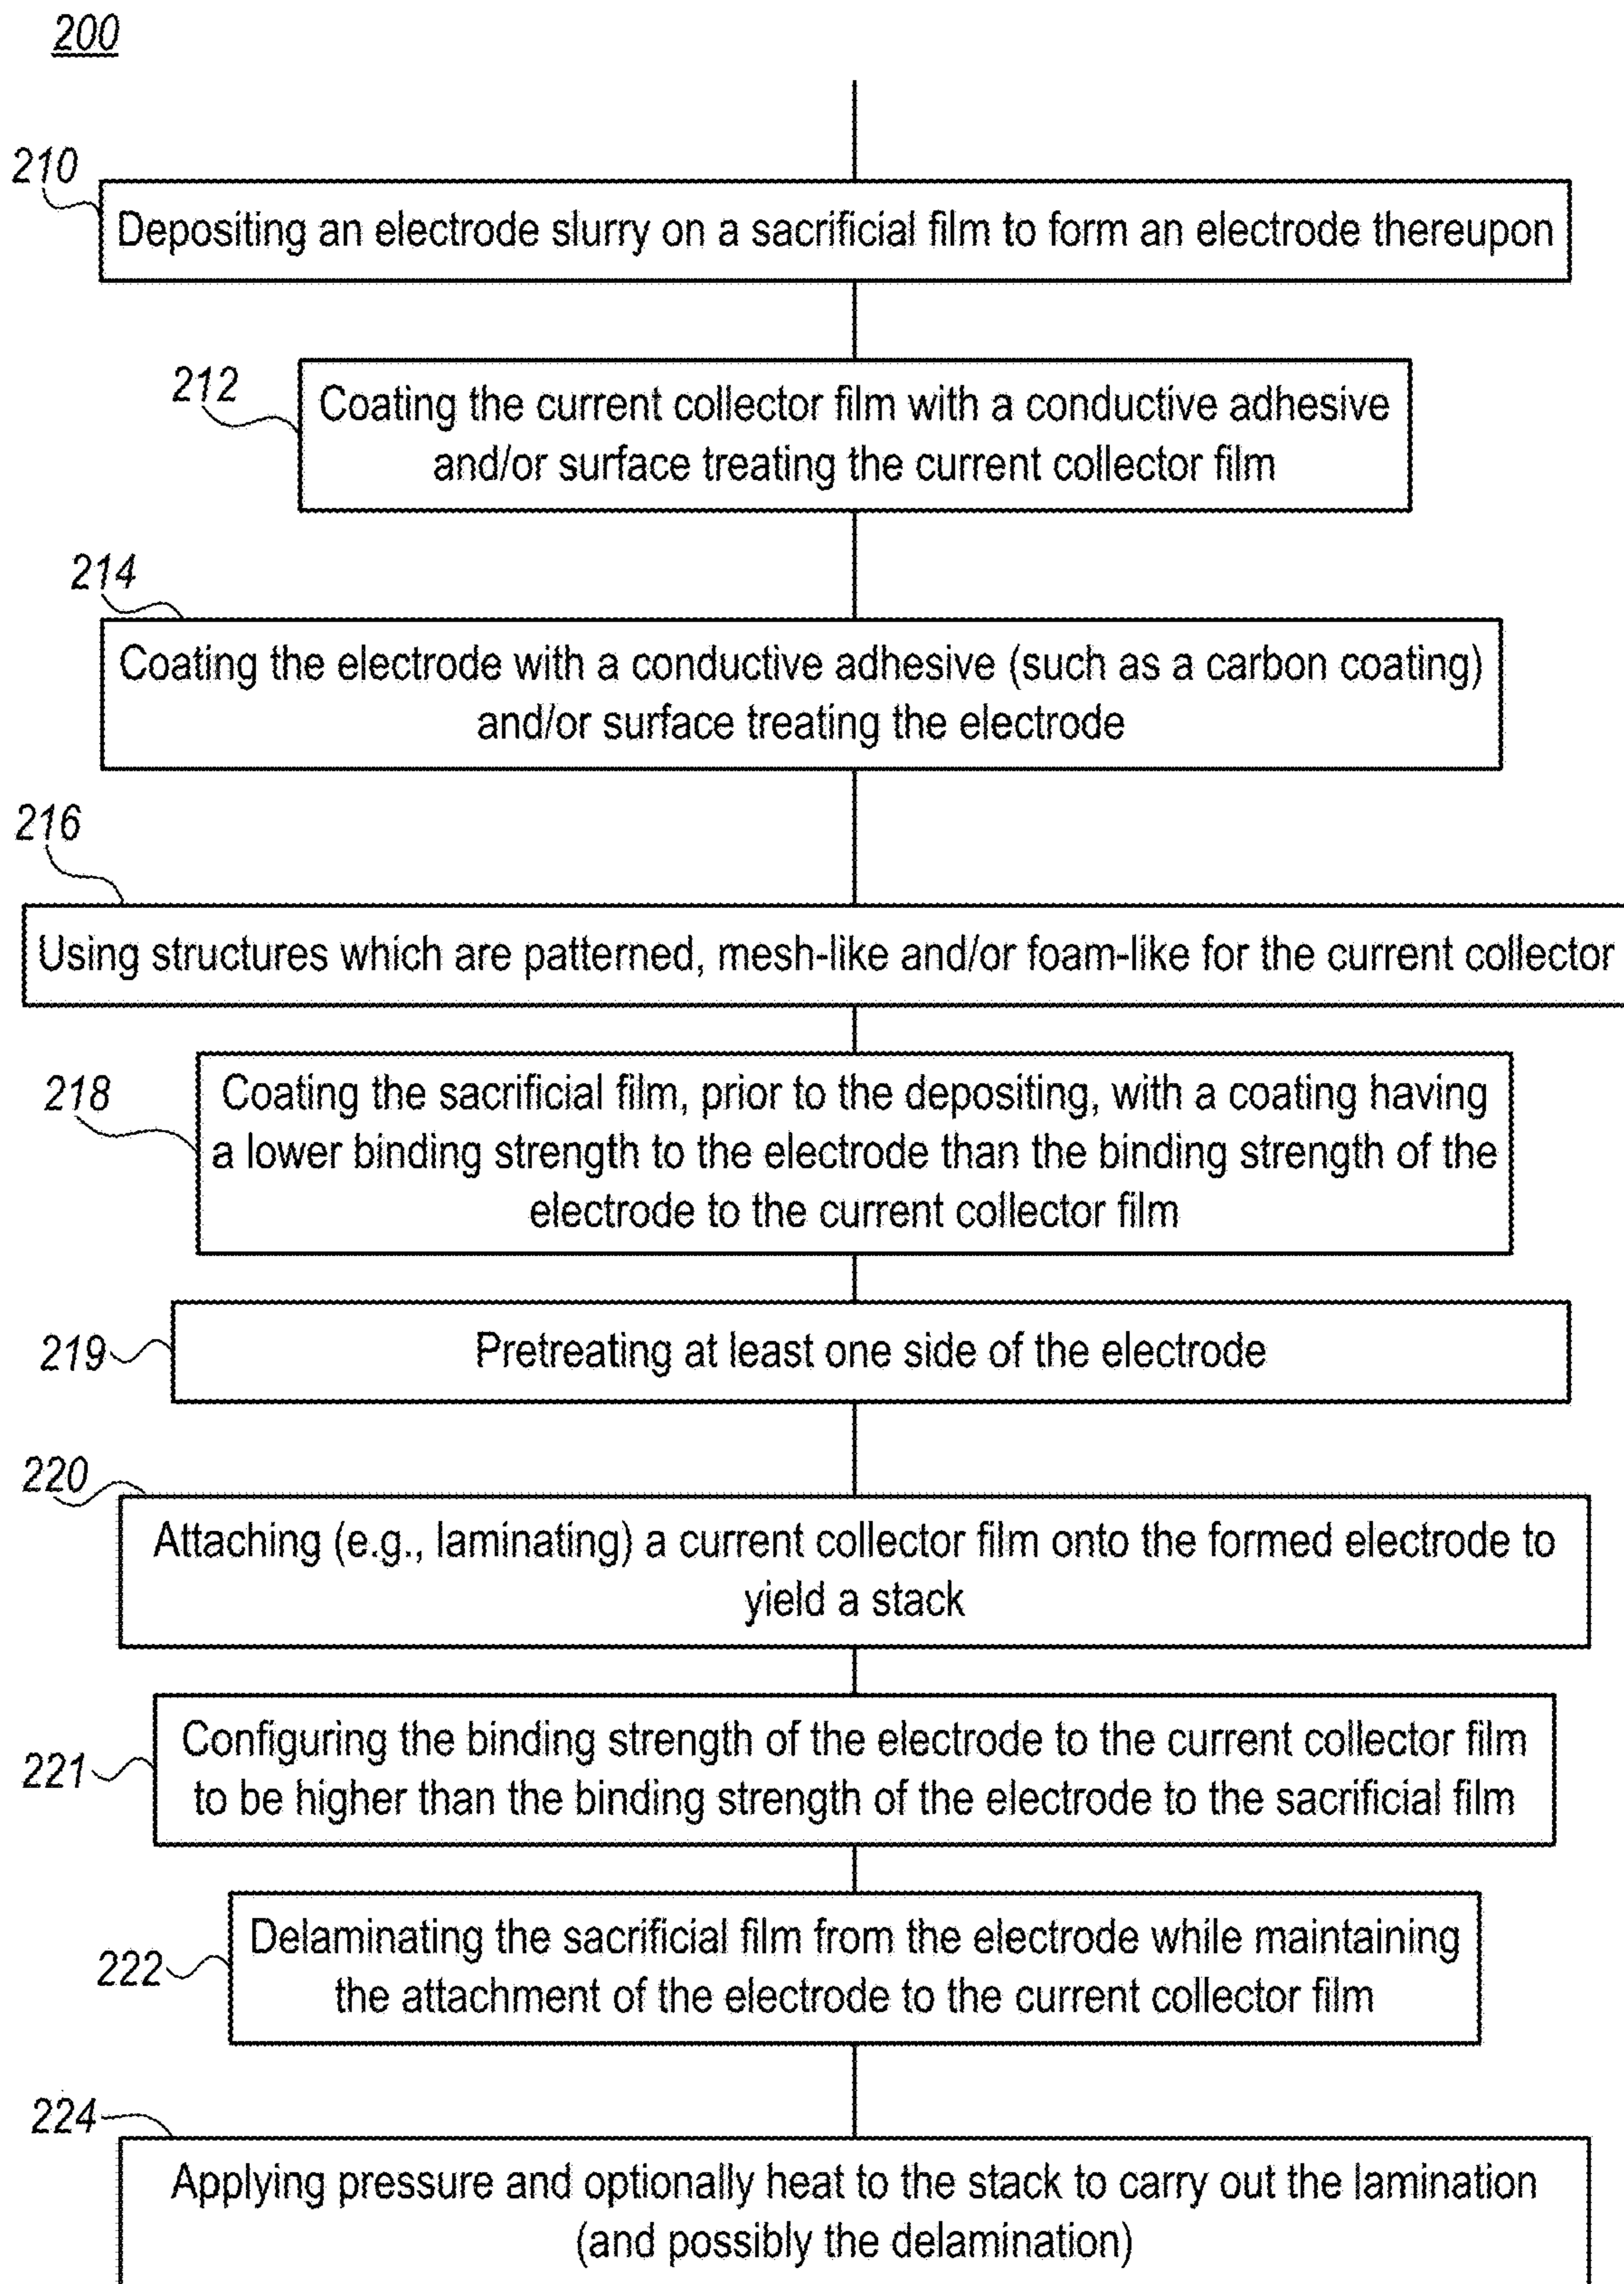 200
210
Depositing an electrode slurry on a sacrificial film to form an electrode thereupon
212
Coating the current collector film with a conductive adhesive
and/or surface treating the current collector film
214
Coating the electrode with a conductive adhesive (such as a carbon coating)
and/or surface treating the electrode
216
Using structures which are patterned, mesh-like and/or foam-like for the current collector
218
Coating the sacrificial film, prior to the depositing, with a coating having
a lower binding strength to the electrode than the binding strength of the
electrode to the current collector film
219
Pretreating at least one side of the electrode
220
Attaching (e.g., laminating) a current collector film onto the formed electrode to
yield a stack
221
Configuring the binding strength of the electrode to the current collector film
to be higher than the binding strength of the electrode to the sacrificial film
222
Delaminating the sacrificial film from the electrode while maintaining
the attachment of the electrode to the current collector film
224
Applying pressure and optionally heat to the stack to carry out the lamination
(and possibly the delamination)